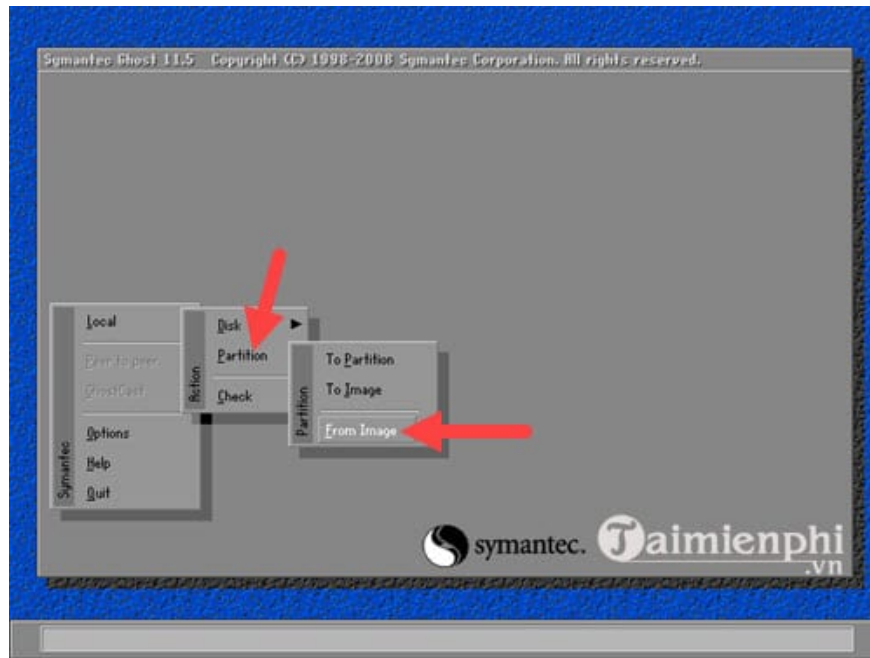 Symantec Ghost 11.5 Copyright (C) 1998-2008 Symantec Corporation. All rights reserved.
Symantec
Local
Peer to peer
GhostCast
Options
Help
Quit
Action
Disk
Partition
Check
Partition
To Partition
To Image
From Image
symantec.
Taimienphi
.vn